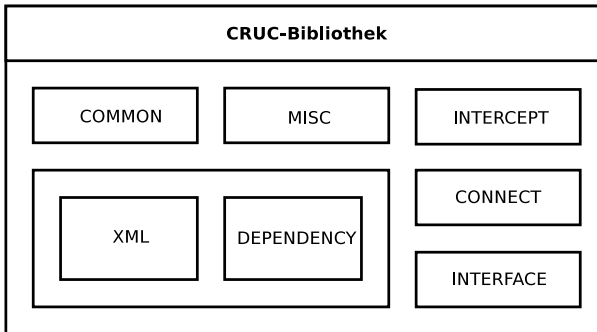 CRUC-Bibliothek
COMMON
MISC
INTERCEPT
XML
DEPENDENCY
CONNECT
INTERFACE